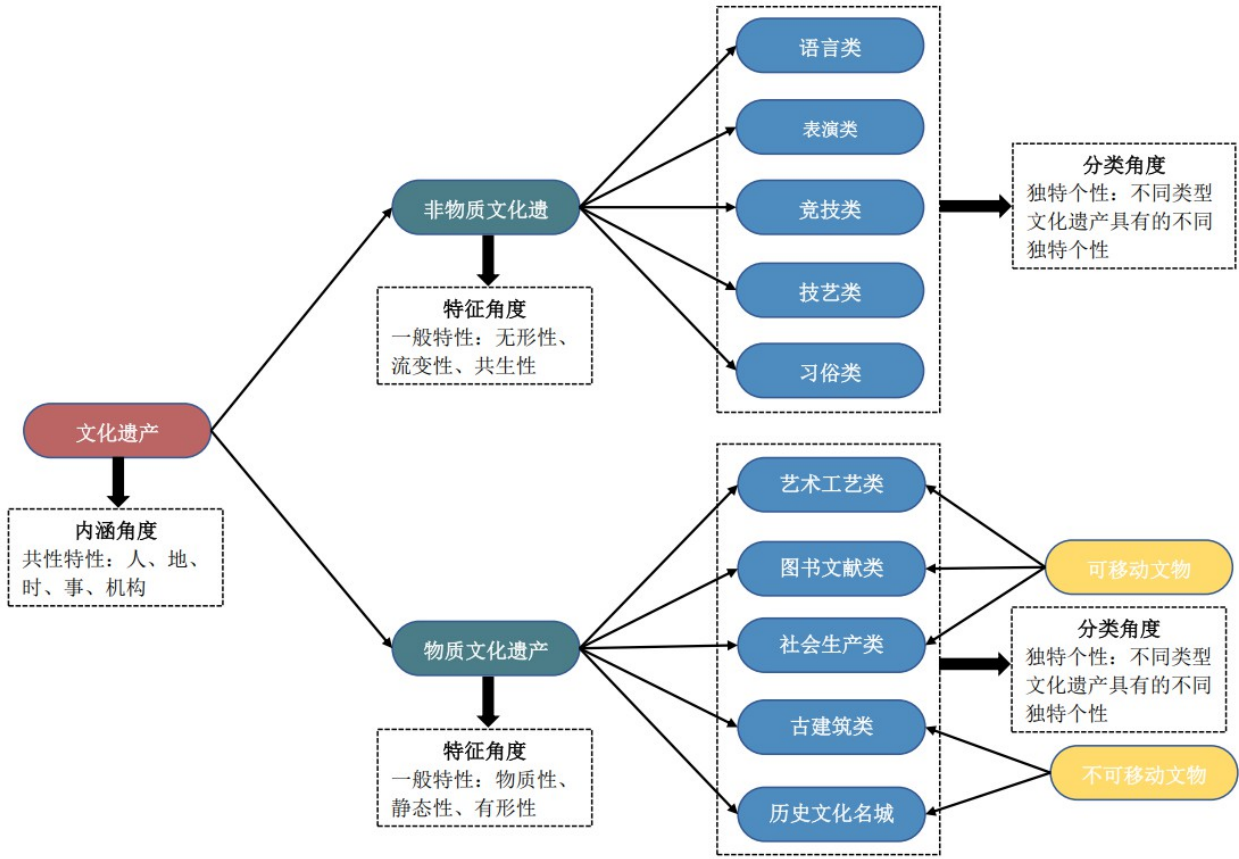 语言类
表演类
竞技类
技艺类
习俗类
分类角度
独特个性：不同类型
文化遗产具有的不同
独特个性
非物质文化遗
特征角度
一般特性：无形性、
流变性、共生性
文化遗产
内涵角度
共性特性：人、地、
时、事、机构
物质文化遗产
特征角度
一般特性：物质性、
静态性、有形性
艺术工艺类
图书文献类
社会生产类
古建筑类
历史文化名城
可移动文物
分类角度
独特个性：不同类型
文化遗产具有的不同
独特个性
不可移动文物